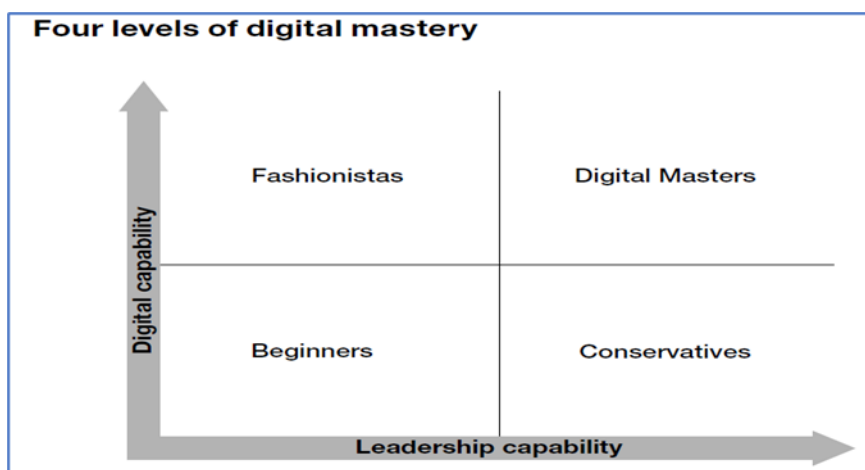 Four levels of digital mastery
Fashionistas
Digital Masters
Digital capability
Beginners
Conservatives
Leadership capability